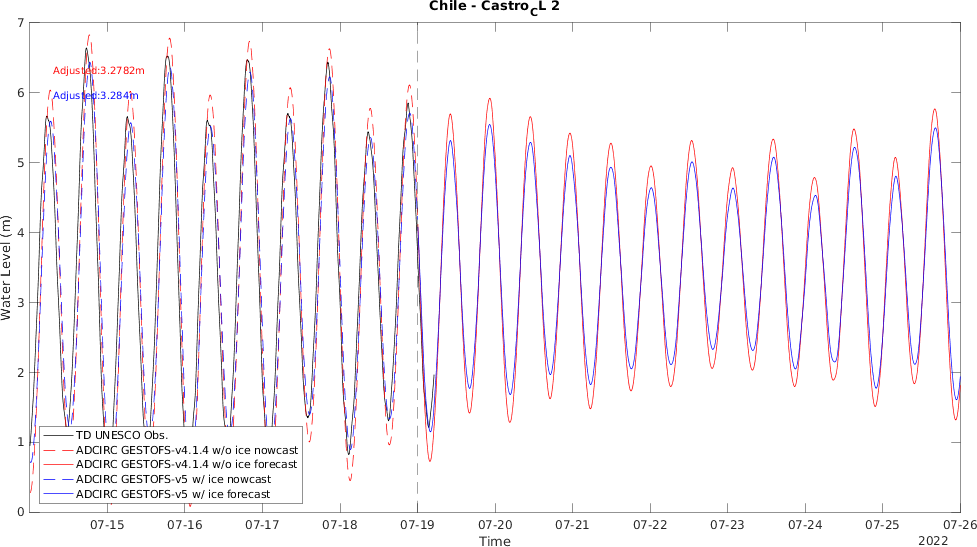 Chile - CastroCL 2
7
6
5
4
3
2
1
0
Water Level (m)
Adjusted:3.2782m
Adjusted:3.284m
TD UNESCO Obs.
ADCIRC GESTOFS-v4.1.4 w/o ice nowcast
ADCIRC GESTOFS-v4.1.4 w/o ice forecast
ADCIRC GESTOFS-v5 w/ ice nowcast
ADCIRC GESTOFS-v5 w/ ice forecast
07-15 07-16 07-17 07-18 07-19 07-20 07-21 07-22 07-23 07-24 07-25 07-26
Time
2022